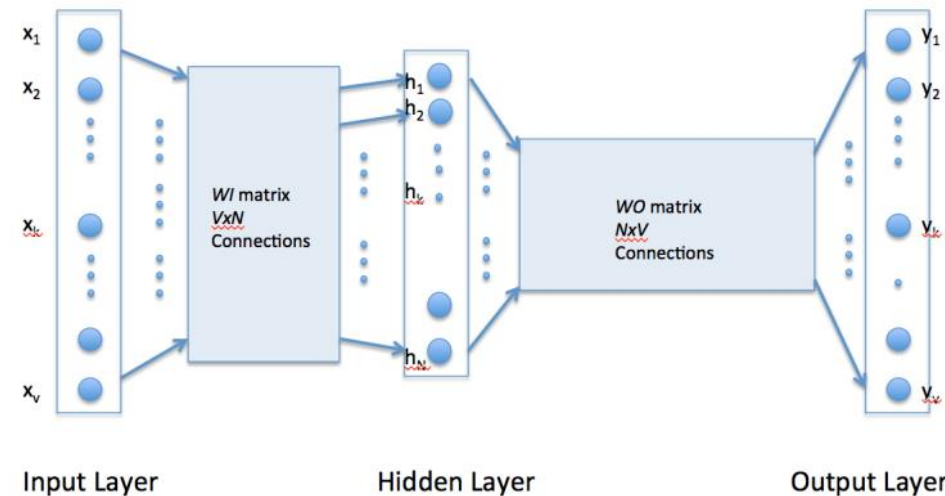 x1
x2
xk
xv
WI matrix
VxN
Connections
h1
h2
hk
hN
WO matrix
NxV
Connections
y1
y2
yk
yv
Input Layer
Hidden Layer
Output Layer